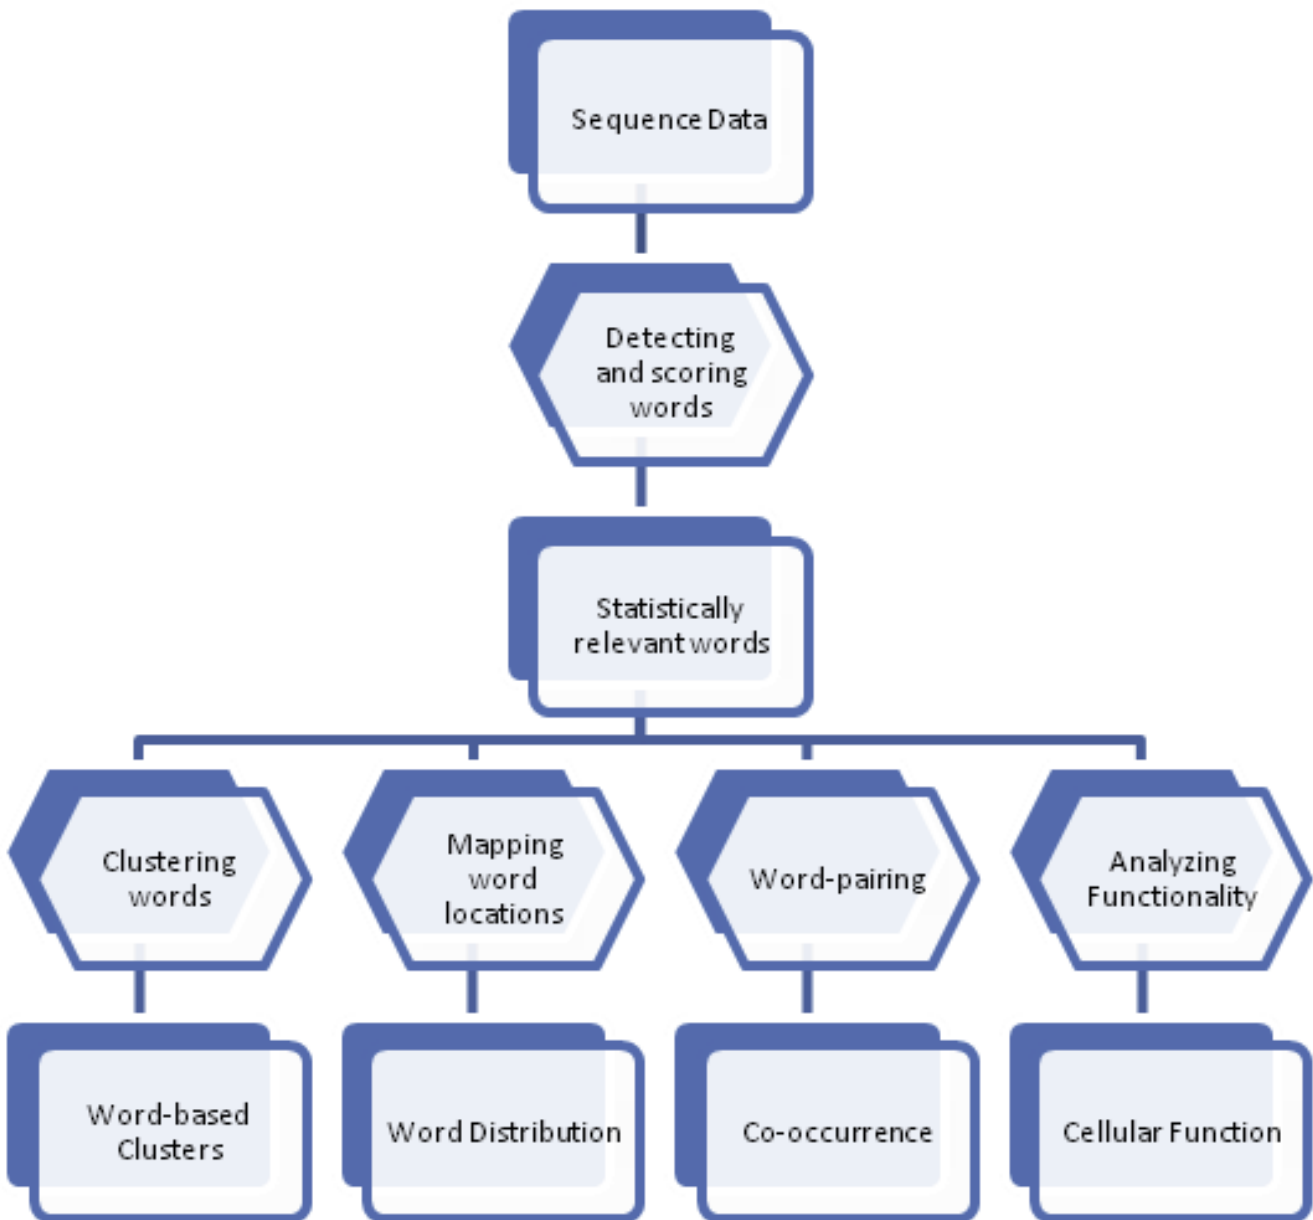 Sequence Data
Detecting
and scoring
words
Statistically
relevant words
Clustering
words
Mapping
word
locations
Word-pairing
Analyzing
Functionality
Word-based
Clusters
Word Distribution
Co-occurrence
Cellular Function